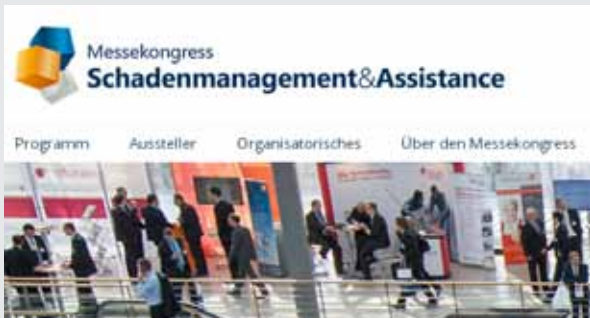 Messekongress
Schadenmanagement&Assistance
Programm Aussteller Organisatorisches Über den Messekongress